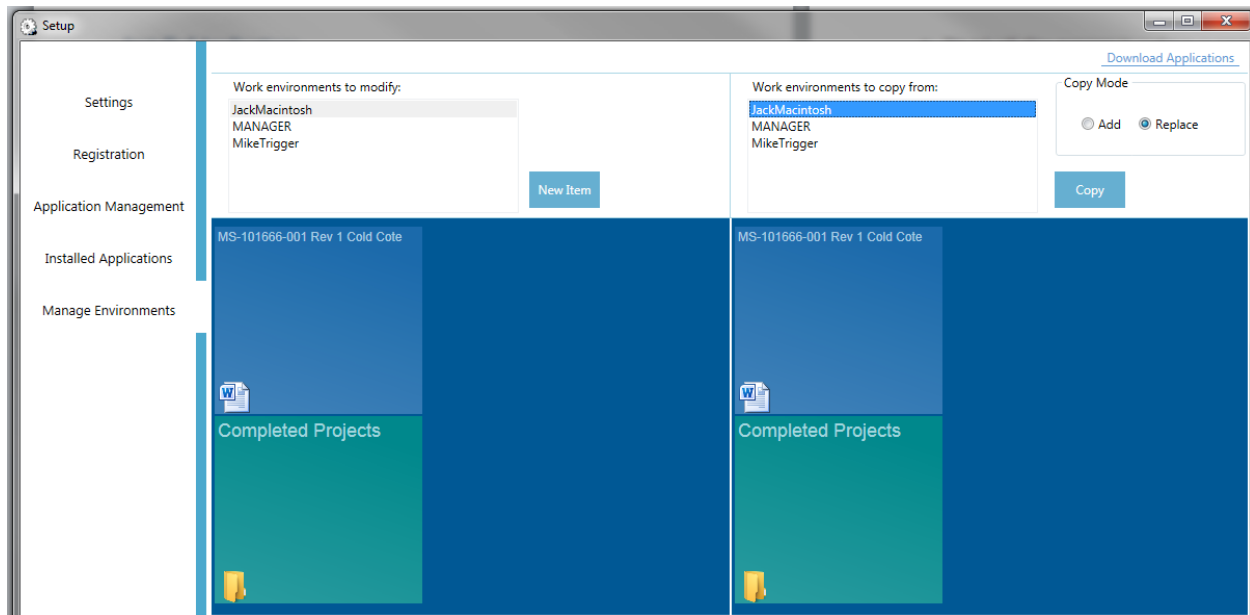 Setup
Download Applications
Settings
Registration
Application Management
Installed Applications
Manage Environments
Work environments to modify:
JackMacintosh
MANAGER
MikeTrigger
New Item
Work environments to copy from:
JackMacintosh
MANAGER
MikeTrigger
Copy Mode
Add Replace
Copy
MS-101666-001 Rev 1 Cold Cote
W
Completed Projects
MS-101666-001 Rev 1 Cold Cote
W
Completed Projects